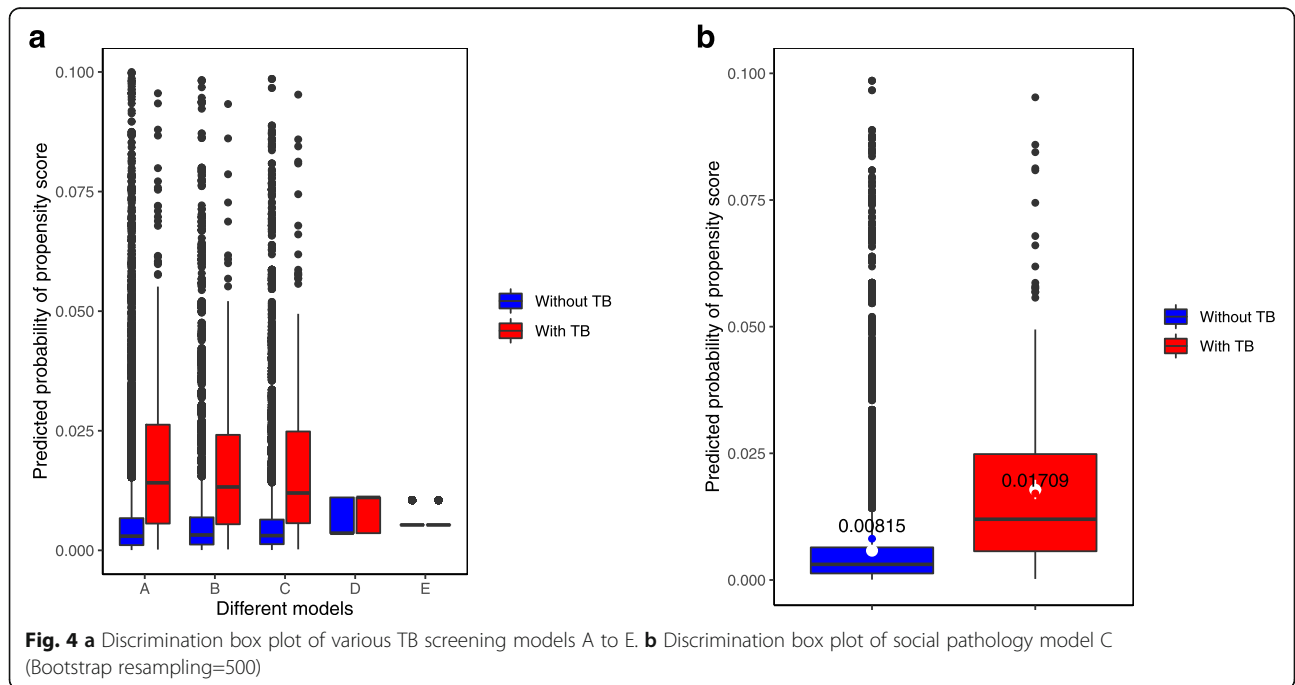 a
0.100
0.075
0.050
0.025
0.000
Predicted probability of propensity score
A B C D E
Different models
Without TB
With TB
b
0.100
0.075
0.050
0.025
0.000
Predicted probability of propensity score
0.00815
0.01709
Without TB
With TB
Fig. 4 a Discrimination box plot of various TB screening models A to E. b Discrimination box plot of social pathology model C
(Bootstrap resampling=500)